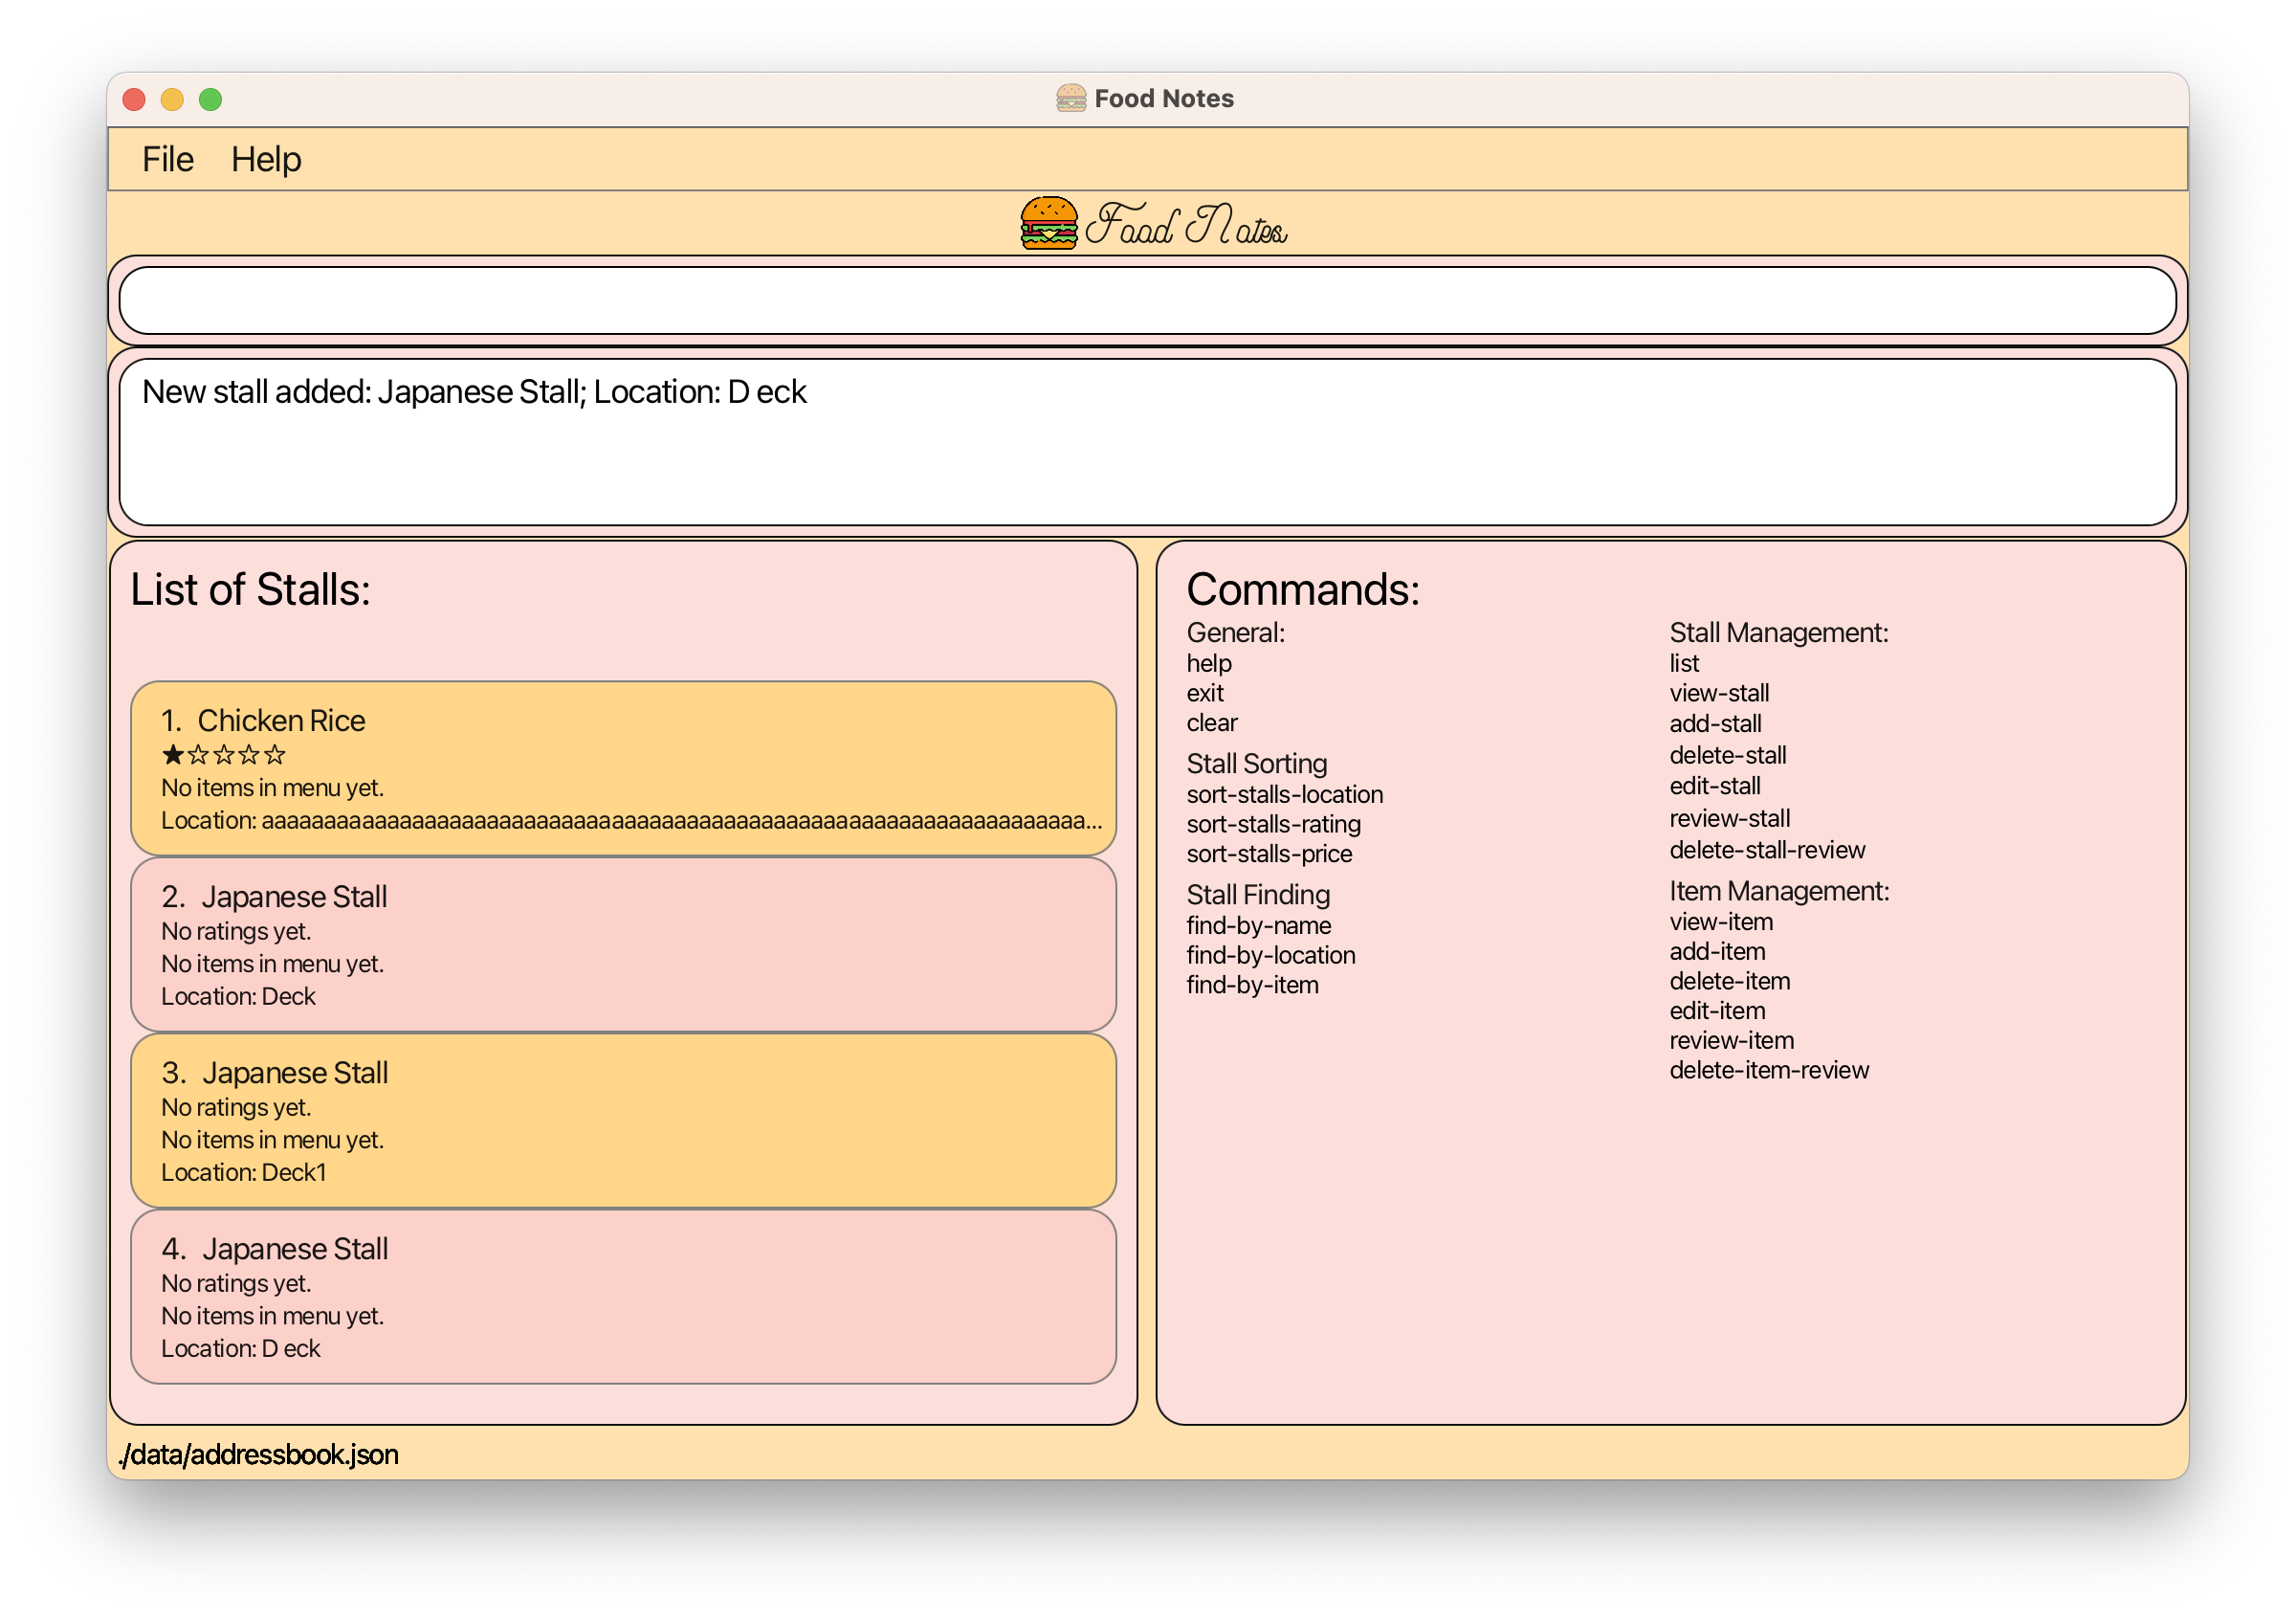 Food Notes
File Help
Food Notes
New stall added: Japanese Stall; Location: D eck
List of Stalls:
1. Chicken Rice
★☆☆☆☆
No items in menu yet.
Location: aaaaaaaaaaaaaaaaaaaaaaaaaaaaaaaaaaaaaaaaaaaaaaaaaaaaaaaaaaaaaaaaaa...
2. Japanese Stall
No ratings yet.
No items in menu yet.
Location: Deck
3. Japanese Stall
No ratings yet.
No items in menu yet.
Location: Deck1
4. Japanese Stall
No ratings yet.
No items in menu yet.
Location: D eck
Commands:
General:
help
exit
clear
Stall Sorting
sort-stalls-location
sort-stalls-rating
sort-stalls-price
Stall Finding
find-by-name
find-by-location
find-by-item
Stall Management:
list
view-stall
add-stall
delete-stall
edit-stall
review-stall
delete-stall-review
Item Management:
view-item
add-item
delete-item
edit-item
review-item
delete-item-review
./data/addressbook.json